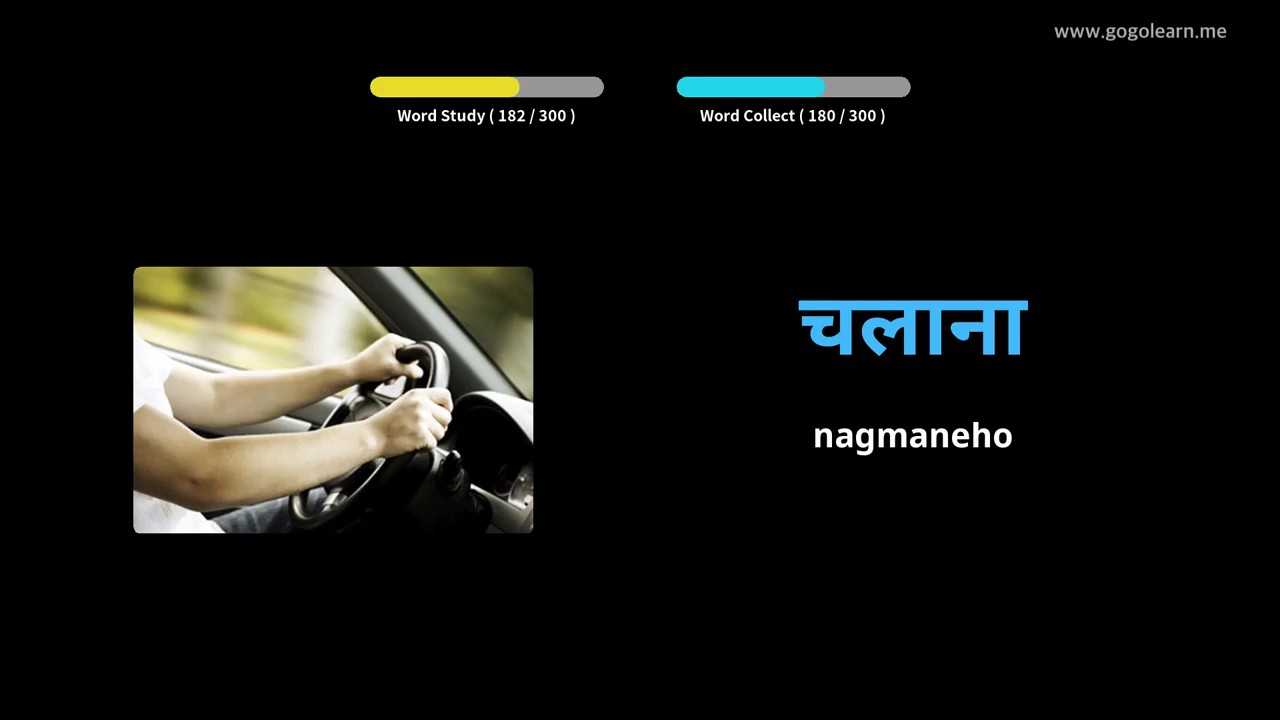 www.gogolearn.me
Word Study ( 182 / 300 )
Word Collect ( 180 / 300 )
चलाना
nagmaneho